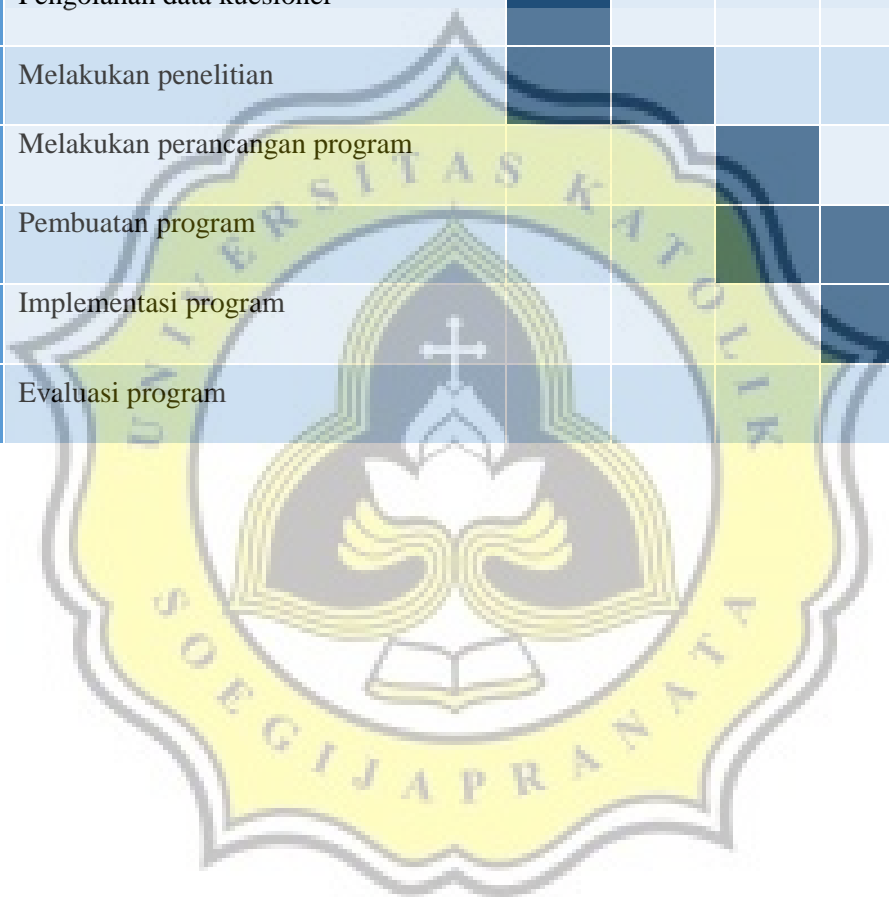 Pengolahan data kuesioner
Melakukan penelitian
Melakukan perancangan program
Pembuatan program
Implementasi program
Evaluasi program
UNIVERSITAS KATOLIK
SOEGIJAPRANATA